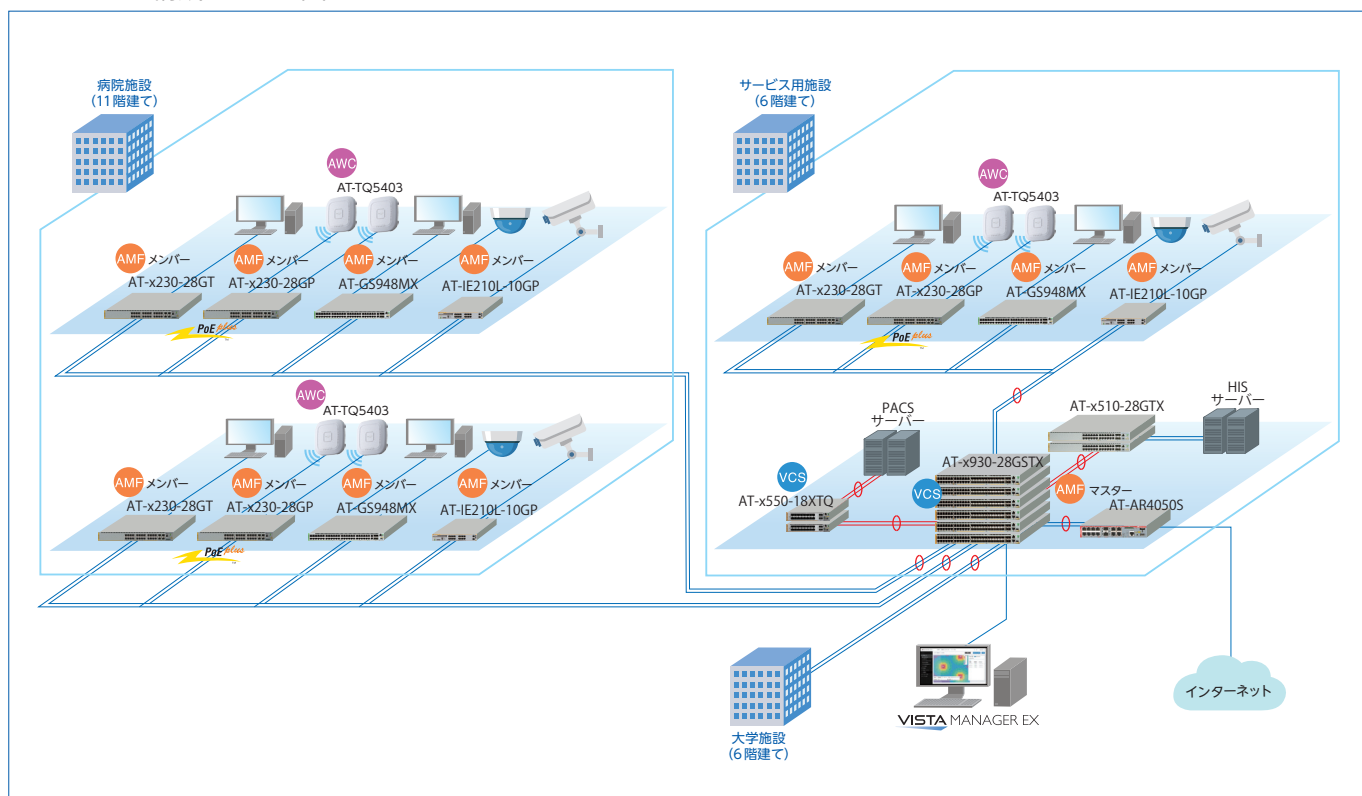 病院施設
(11階建て)
AWC
AT-TQ5403
AMF メンバー
AT-x230-28GT
AMF メンバー
AT-x230-28GP
AMF メンバー
AT-GS948MX
AMF メンバー
AT-IE210L-10GP
PoE plus
AWC
AT-TQ5403
AMF メンバー
AT-x230-28GT
AMF メンバー
AT-x230-28GP
AMF メンバー
AT-GS948MX
AMF メンバー
AT-IE210L-10GP
PoE plus
サービス用施設
(6階建て)
AWC
AT-TQ5403
AMF メンバー
AT-x230-28GT
AMF メンバー
AT-x230-28GP
AMF メンバー
AT-GS948MX
AMF メンバー
AT-IE210L-10GP
PoE plus
PACS
サーバー
AT-x510-28GTX
HIS
サーバー
AT-x930-28GSTX
VCS
AT-x550-18XTQ
VCS
AMF マスター
AT-AR4050S
大学施設
(6階建て)
VISTA MANAGER EX
インターネット